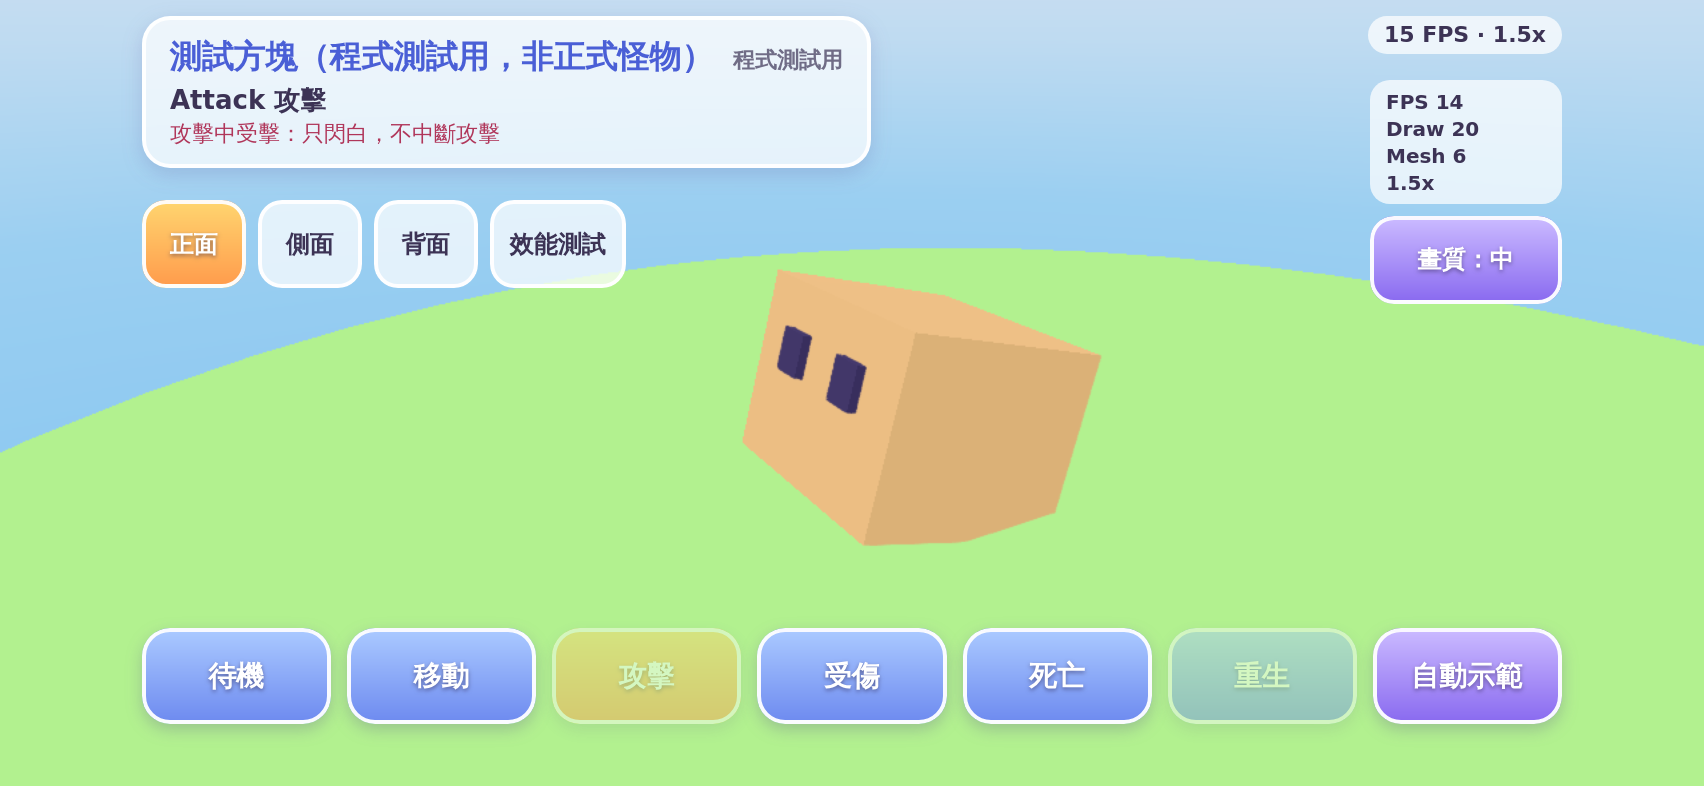 測試方塊（程式測試用，非正式怪物） 程式測試用
Attack 攻擊
攻擊中受擊：只閃白，不中斷攻擊
15 FPS · 1.5x
FPS 14
Draw 20
Mesh 6
1.5x
正面 側面 背面 效能測試
畫質：中
待機 移動 攻擊 受傷 死亡 重生 自動示範